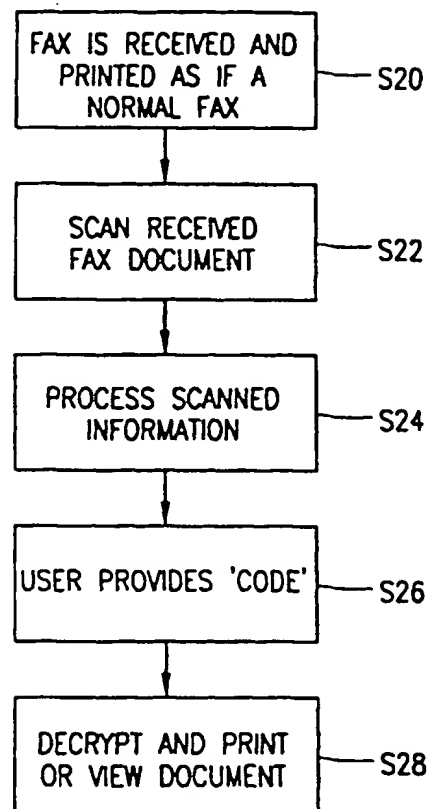 FAX IS RECEIVED AND
PRINTED AS IF A
NORMAL FAX
S20
SCAN RECEIVED
FAX DOCUMENT
S22
PROCESS SCANNED
INFORMATION
S24
USER PROVIDES 'CODE'
S26
DECRYPT AND PRINT
OR VIEW DOCUMENT
S28